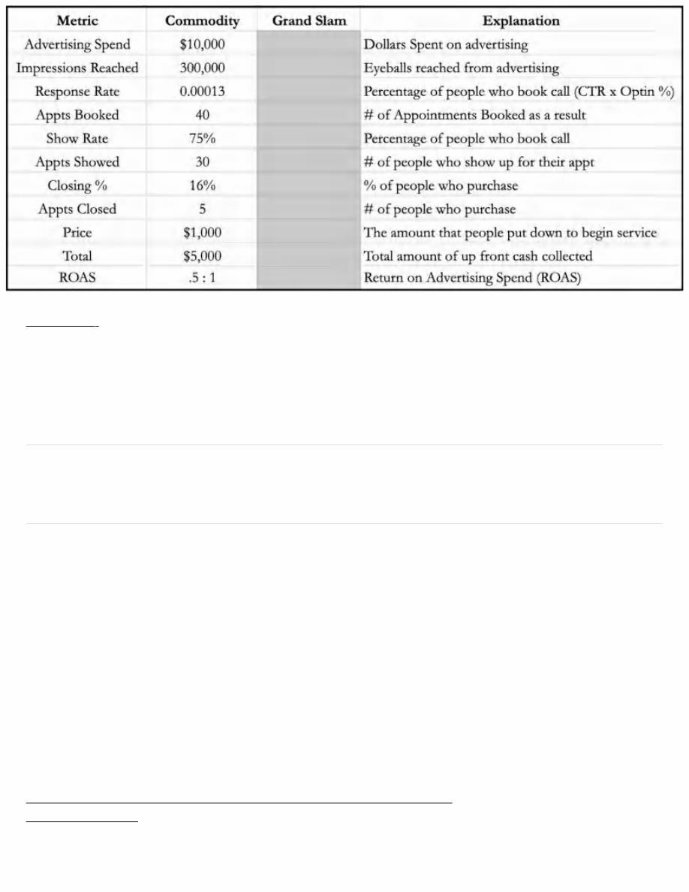 Metric Commodity Grand Slam Explanation
Advertising Spend $10,000 Dollars Spent on advertising
Impressions Reached 300,000 Eyeballs reached from advertising
Response Rate 0.00013 Percentage of people who book call (CTR x Optin %)
Appts Booked 40 # of Appointments Booked as a result
Show Rate 75% Percentage of people who book call
Appts Showed 30 # of people who show up for their appt
Closing % 16% % of people who purchase
Appts Closed 5 # of people who purchase
Price $1,000 The amount that people put down to begin service
Total $5,000 Total amount of up front cash collected
ROAS .5 : 1 Return on Advertising Spend (ROAS)